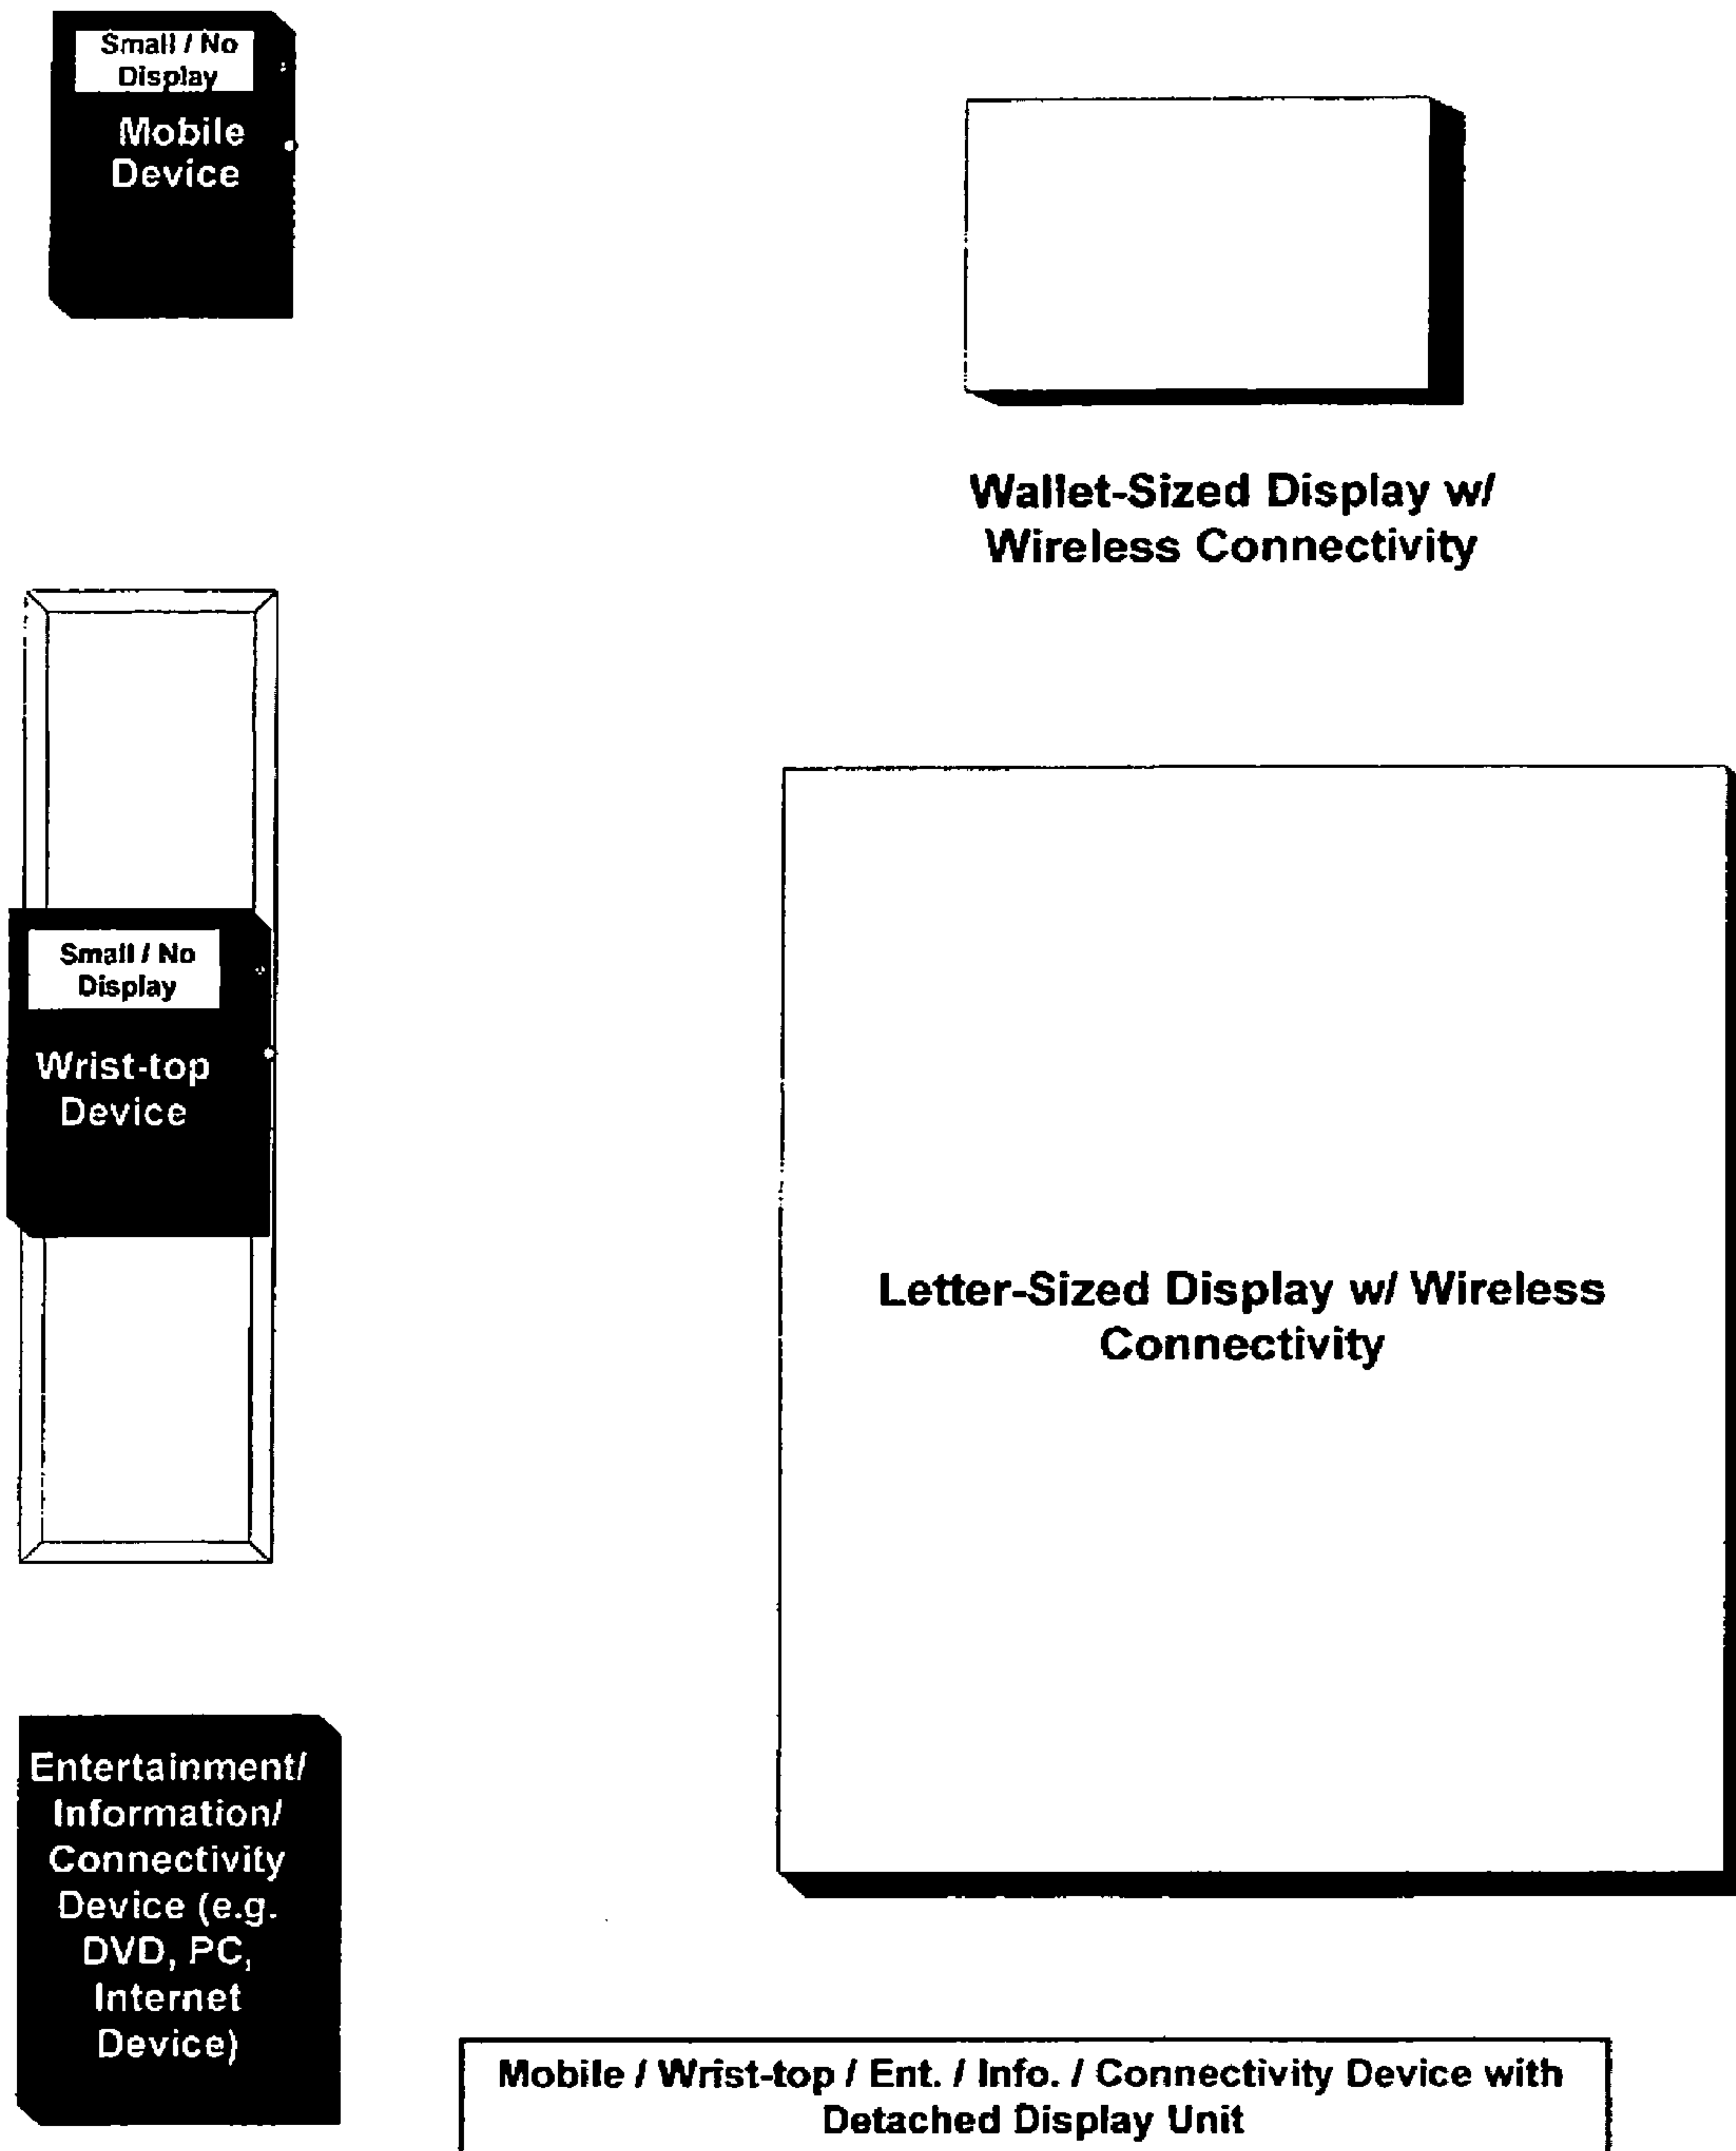 Small / No
Display
Mobile
Device
Wallet-Sized Display w/
Wireless Connectivity
Small / No
Display
Wrist-top
Device
Letter-Sized Display w/ Wireless
Connectivity
Entertainment/
Information/
Connectivity
Device (e.g.
DVD, PC,
Internet
Device)
Mobile / Wrist-top / Ent. / Info. / Connectivity Device with
Detached Display Unit